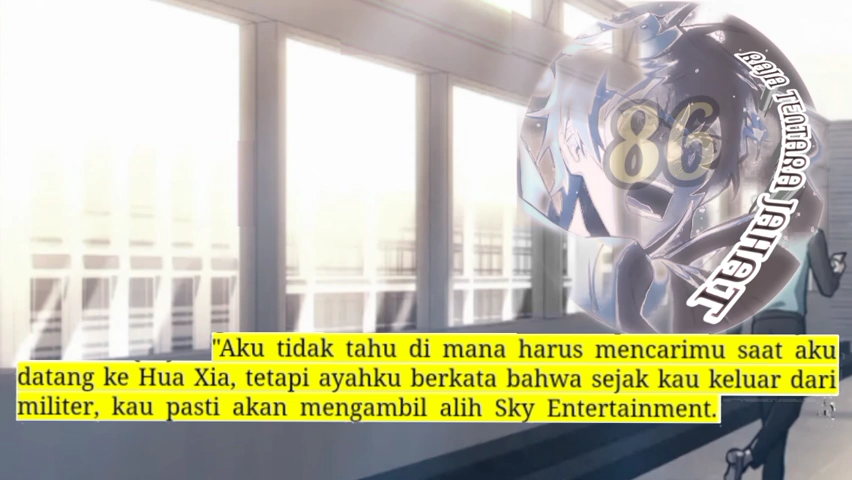 86
RAJA TENTARA JAHAT
"Aku tidak tahu di mana harus mencarimu saat aku
datang ke Hua Xia, tetapi ayahku berkata bahwa sejak kau keluar dari
militer, kau pasti akan mengambil alih Sky Entertainment.